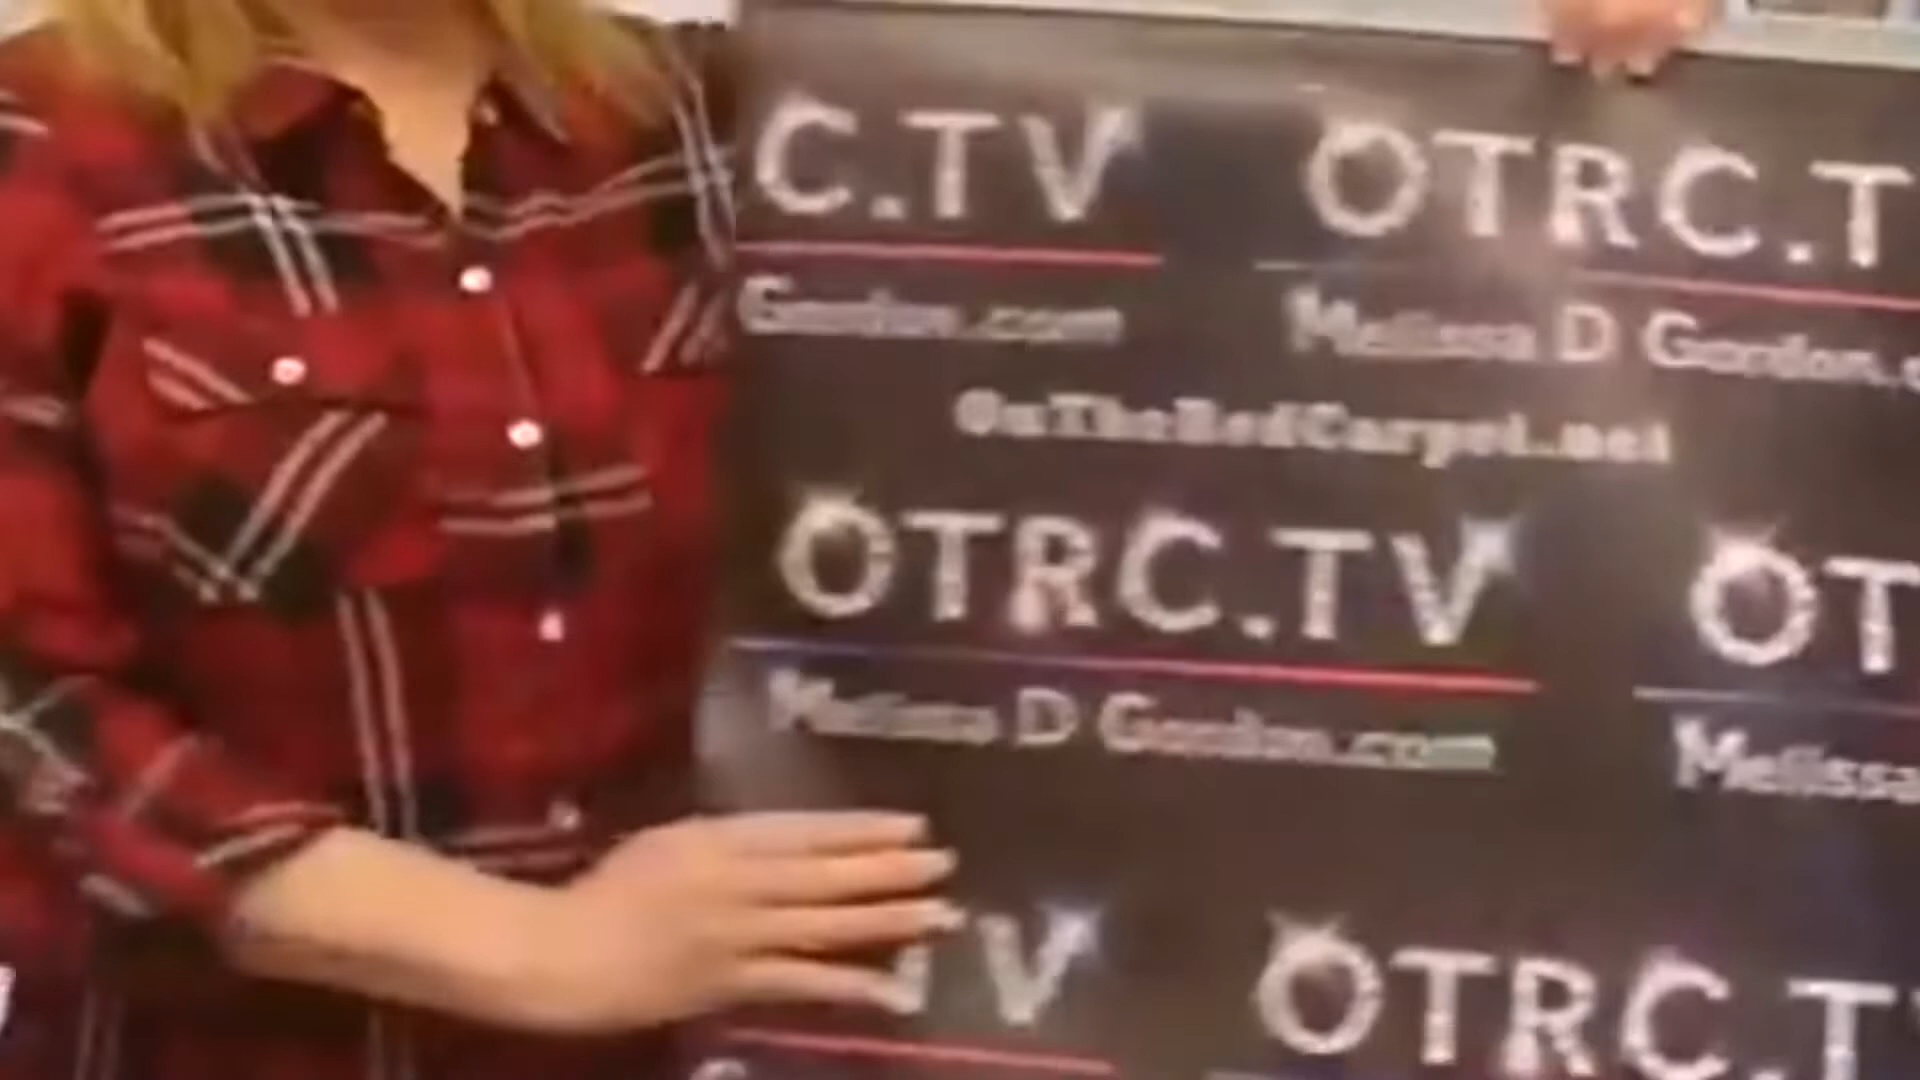 C.TV
OTRC.T
Gordon.com
Melissa D Gordon.c
OnTheRedCarpet.net
OTRC.TV
OT
Melissa D Gordon.com
Melissa
TV
OTRC.T